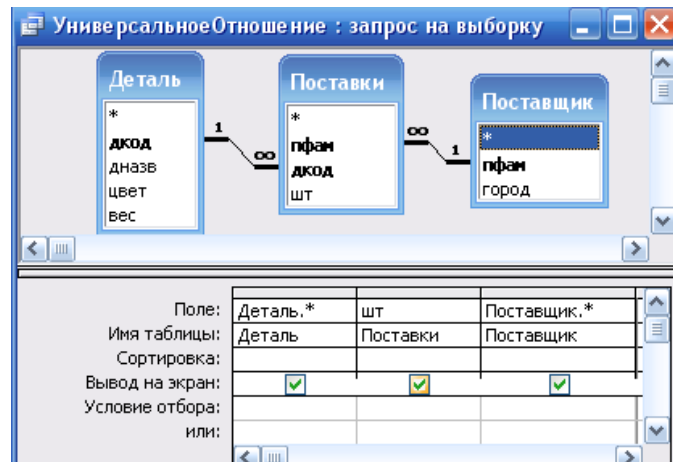 УниверсальноеОтношение : запрос на выборку
Деталь
*
дкод
дназв
цвет
вес
1
∞
Поставки
*
пфам
дкод
шт
∞
1
Поставщик
*
пфам
город
Поле: Деталь.* шт Поставщик.*
Имя таблицы: Деталь Поставки Поставщик
Сортировка:
Вывод на экран:
Условие отбора:
или: